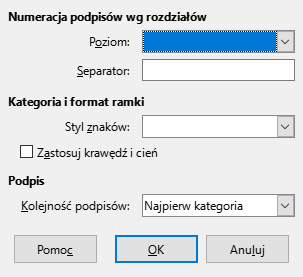 Numeracja podpisów wg rozdziałów
Poziom:
Separator:
Kategoria i format ramki
Styl znaków:
Zastosuj krawędź i cień
Podpis
Kolejność podpisów: Najpierw kategoria
Pomoc OK Anuluj